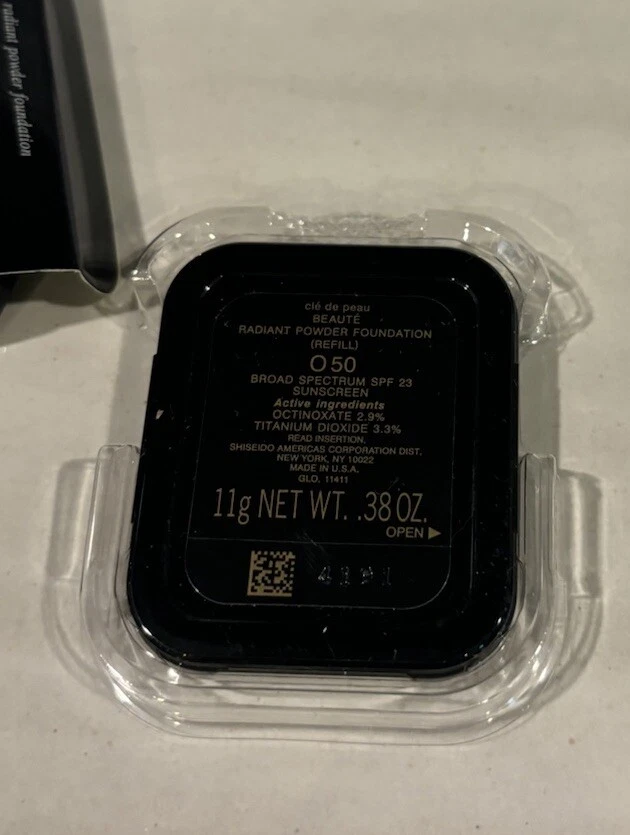 radiant powder foundation
clé de peau
BEAUTÉ
RADIANT POWDER FOUNDATION
(REFILL)
O 50
BROAD SPECTRUM SPF 23
SUNSCREEN
Active ingredients
OCTINOXATE 2.9%
TITANIUM DIOXIDE 3.3%
READ INSERTION.
SHISEIDO AMERICAS CORPORATION DIST.
NEW YORK, NY 10022
MADE IN U.S.A.
GLO. 11411
11g NET WT. .38 OZ.
OPEN ▶